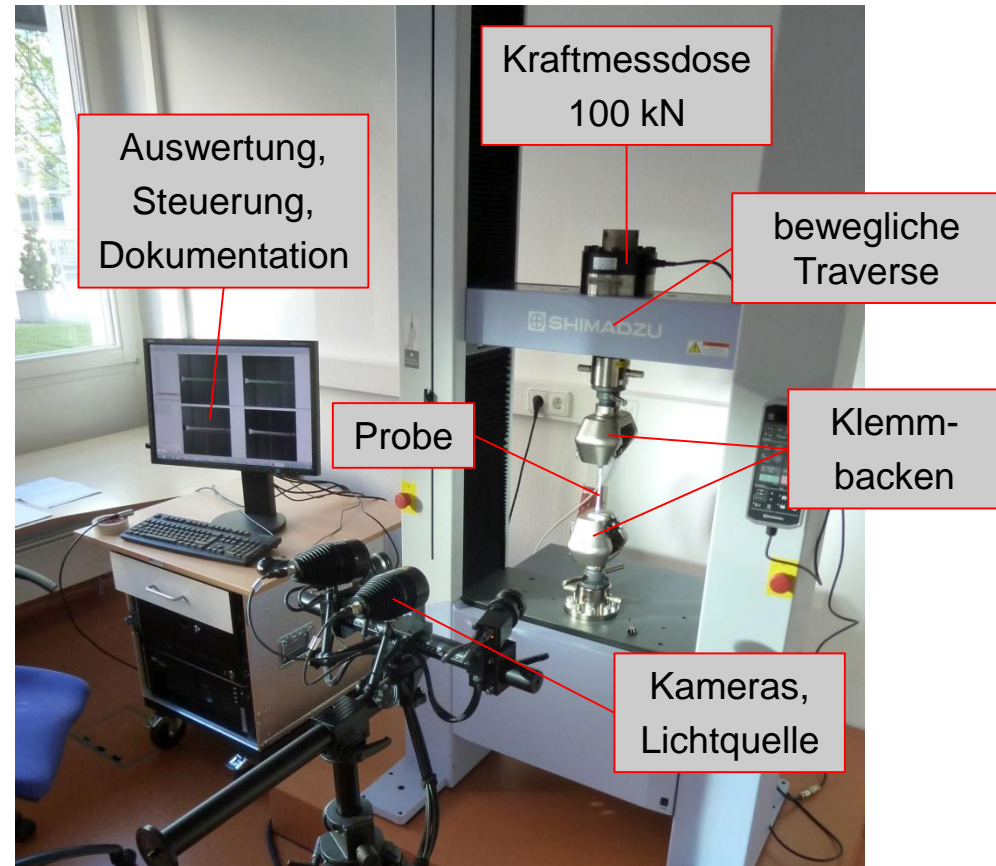 Kraftmessdose
100 kN
Auswertung,
Steuerung,
Dokumentation
bewegliche
Traverse
SHIMADZU
Probe
Klemm-
backen
Kameras,
Lichtquelle